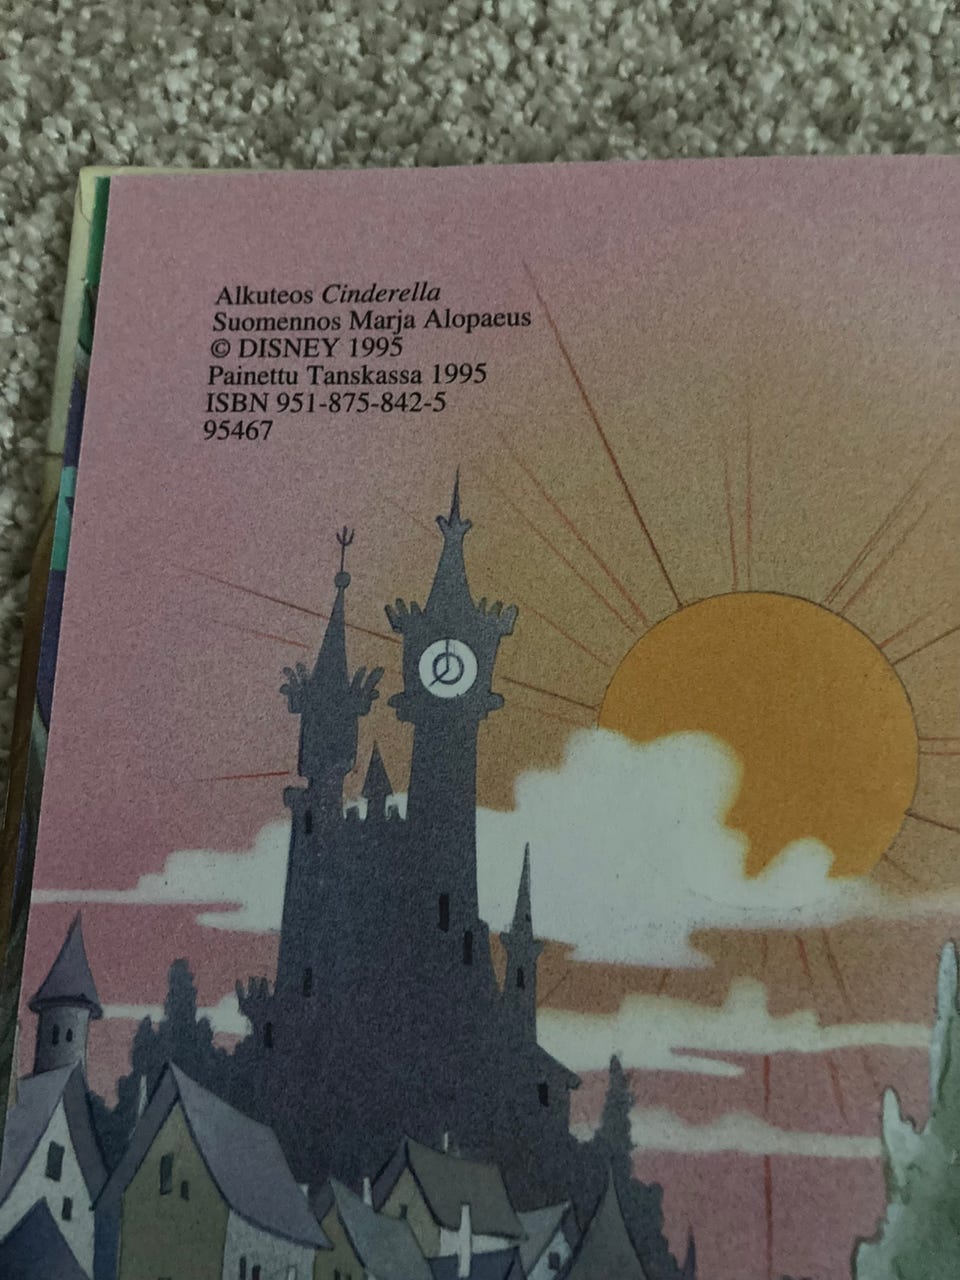 Alkuteos Cinderella
Suomennos Marja Alopaeus
© DISNEY 1995
Painettu Tanskassa 1995
ISBN 951-875-842-5
95467